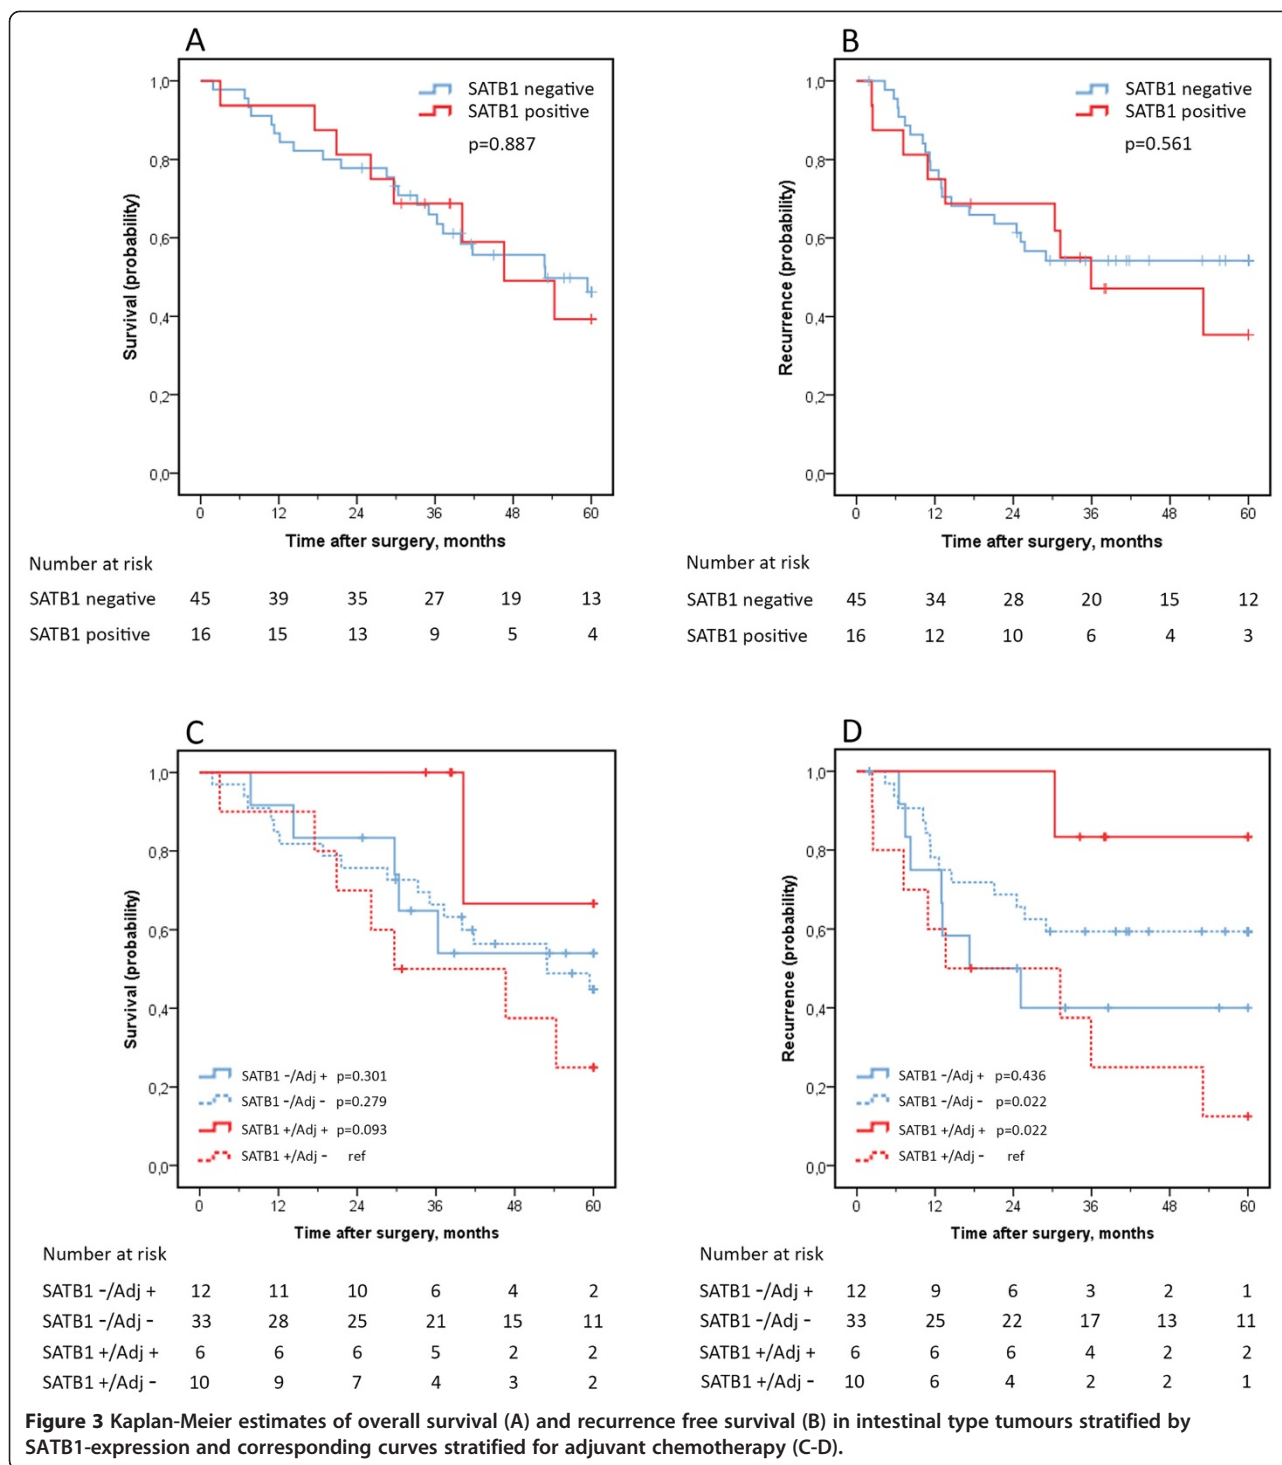 A
SATB1 negative
SATB1 positive
p=0.887
1,0
0,8
0,6
0,4
0,2
0,0
Survival (probability)
0 12 24 36 48 60
Time after surgery, months
Number at risk
SATB1 negative 45 39 35 27 19 13
SATB1 positive 16 15 13 9 5 4
B
SATB1 negative
SATB1 positive
p=0.561
1,0
0,8
0,6
0,4
0,2
0,0
Recurrence (probability)
0 12 24 36 48 60
Time after surgery, months
Number at risk
SATB1 negative 45 34 28 20 15 12
SATB1 positive 16 12 10 6 4 3
C
1,0
0,8
0,6
0,4
0,2
0,0
Survival (probability)
SATB1 -/Adj + p=0.301
SATB1 -/Adj - p=0.279
SATB1 +/Adj + p=0.093
SATB1 +/Adj - ref
0 12 24 36 48 60
Time after surgery, months
Number at risk
SATB1 -/Adj + 12 11 10 6 4 2
SATB1 -/Adj - 33 28 25 21 15 11
SATB1 +/Adj + 6 6 6 5 2 2
SATB1 +/Adj - 10 9 7 4 3 2
D
1,0
0,8
0,6
0,4
0,2
0,0
Recurrence (probability)
SATB1 -/Adj + p=0.436
SATB1 -/Adj - p=0.022
SATB1 +/Adj + p=0.022
SATB1 +/Adj - ref
0 12 24 36 48 60
Time after surgery, months
Number at risk
SATB1 -/Adj + 12 9 6 3 2 1
SATB1 -/Adj - 33 25 22 17 13 11
SATB1 +/Adj + 6 6 6 4 2 2
SATB1 +/Adj - 10 6 4 2 2 1
Figure 3 Kaplan-Meier estimates of overall survival (A) and recurrence free survival (B) in intestinal type tumours stratified by
SATB1-expression and corresponding curves stratified for adjuvant chemotherapy (C-D).